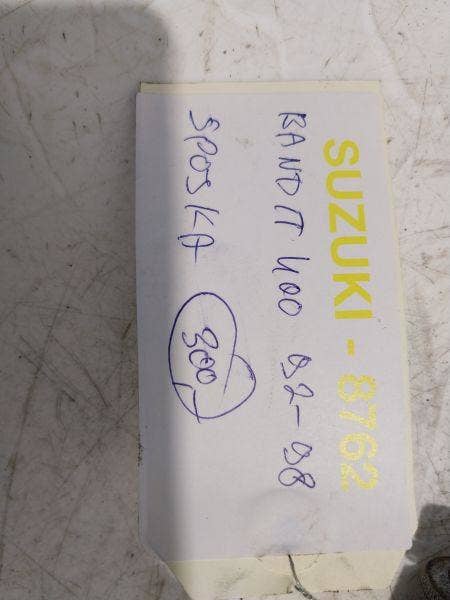 SUZUKI - 8762
BANDIT 400 92-98
SPOJKA 300,-